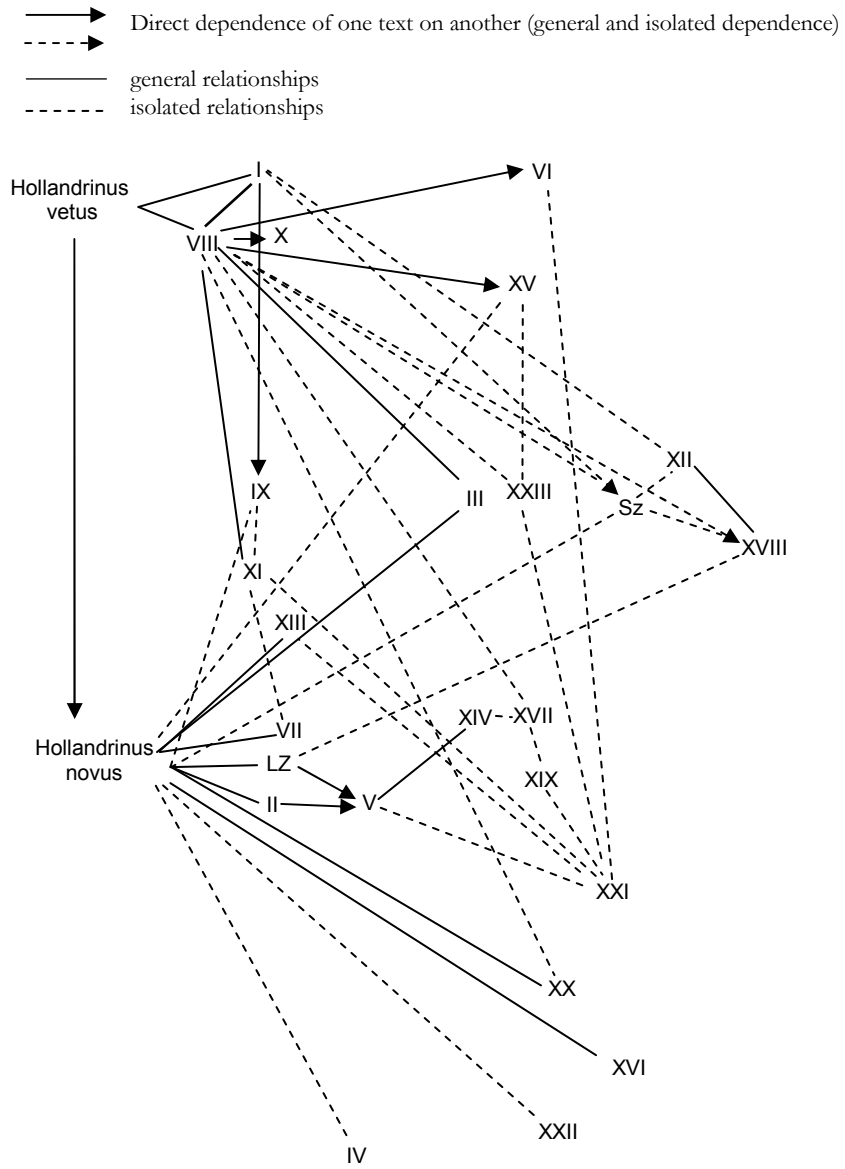 Direct dependence of one text on another (general and isolated dependence)
general relationships
isolated relationships
I
VI
Hollandrinus
vetus
VIII
X
XV
XII
IX
III
XXIII
Sz
XVIII
XI
XIII
XIV
XVII
VII
Hollandrinus
novus
LZ
XIX
II
V
XXI
XX
XVI
XXII
IV